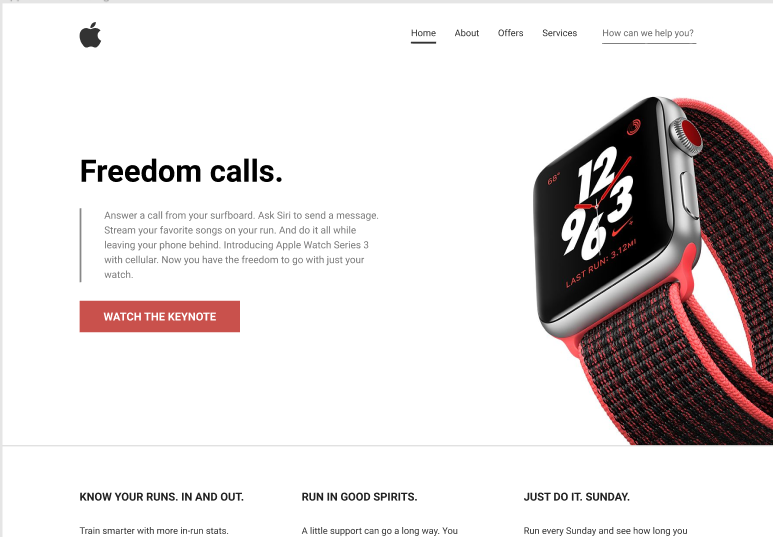 Home About Offers Services How can we help you?
Freedom calls.
Answer a call from your surfboard. Ask Siri to send a message.
Stream your favorite songs on your run. And do it all while
leaving your phone behind. Introducing Apple Watch Series 3
with cellular. Now you have the freedom to go with just your
watch.
WATCH THE KEYNOTE
68°
12
3
9
6
LAST RUN: 3.12MI
KNOW YOUR RUNS. IN AND OUT.
Train smarter with more in-run stats.
RUN IN GOOD SPIRITS.
A little support can go a long way. You
JUST DO IT. SUNDAY.
Run every Sunday and see how long you